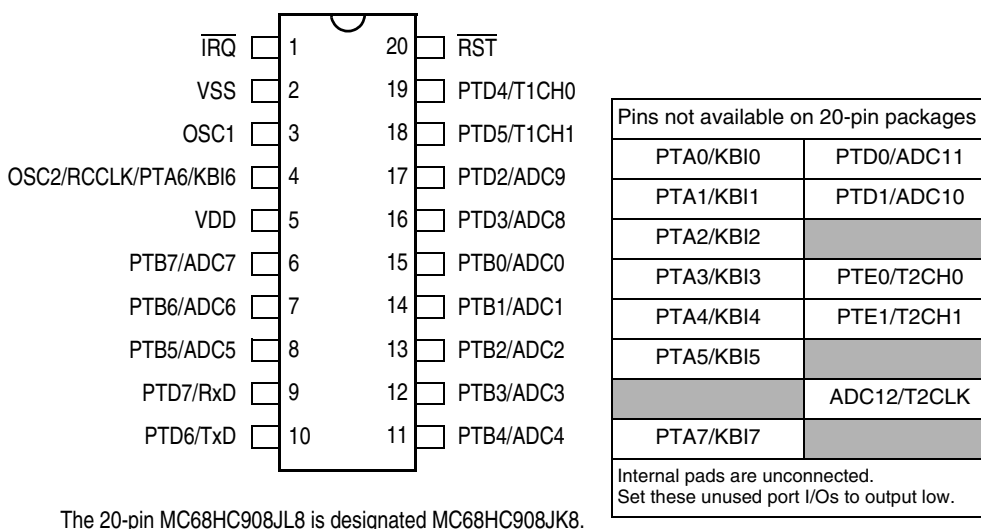 IRQ 1 20 RST
VSS 2 19 PTD4/T1CH0
OSC1 3 18 PTD5/T1CH1
OSC2/RCCLK/PTA6/KBI6 4 17 PTD2/ADC9
VDD 5 16 PTD3/ADC8
PTB7/ADC7 6 15 PTB0/ADC0
PTB6/ADC6 7 14 PTB1/ADC1
PTB5/ADC5 8 13 PTB2/ADC2
PTD7/RxD 9 12 PTB3/ADC3
PTD6/TxD 10 11 PTB4/ADC4
Pins not available on 20-pin packages
PTA0/KBI0 PTD0/ADC11
PTA1/KBI1 PTD1/ADC10
PTA2/KBI2
PTA3/KBI3 PTE0/T2CH0
PTA4/KBI4 PTE1/T2CH1
PTA5/KBI5
ADC12/T2CLK
PTA7/KBI7
Internal pads are unconnected.
Set these unused port I/Os to output low.
The 20-pin MC68HC908JL8 is designated MC68HC908JK8.